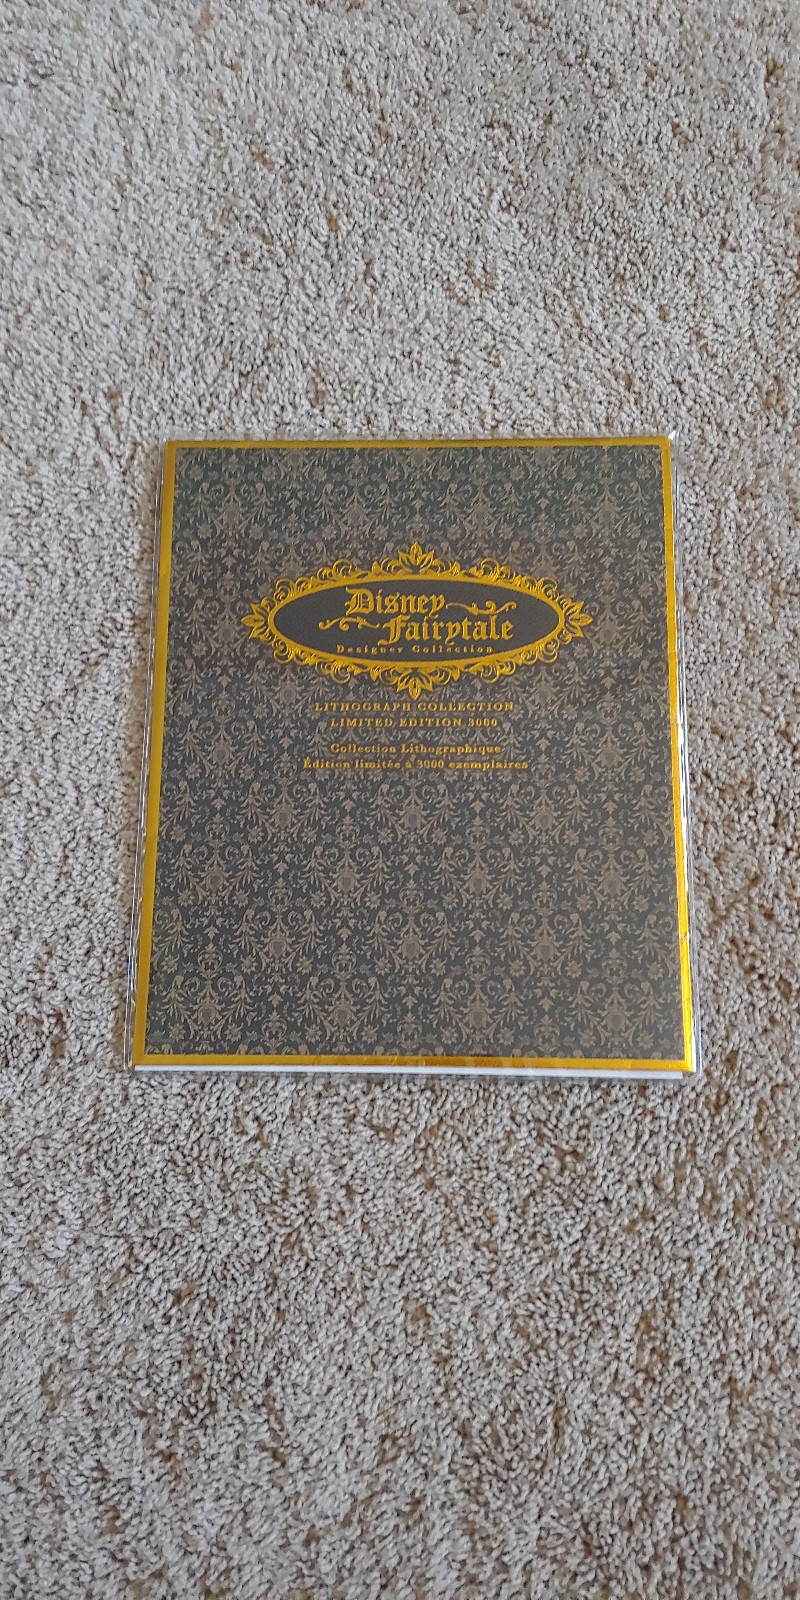 Disney
Fairytale
Designer Collection
LITHOGRAPH COLLECTION
LIMITED EDITION 3000
Collection Lithographique
Édition limitée à 3000 exemplaires